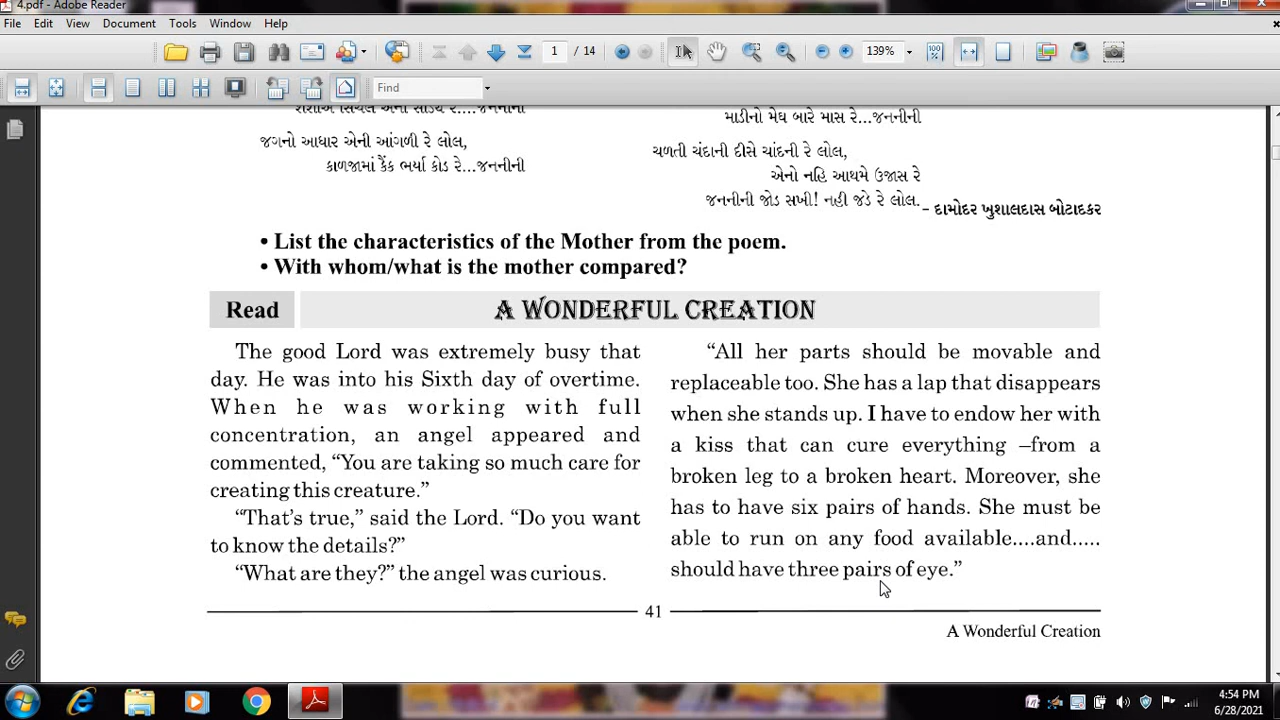 4.pdf - Adobe Reader
File Edit View Document Tools Window Help
1 / 14 139% Find
જગનો આધાર એની આંગળી રે લોલ,
કાળજામાં કૈંક ભર્યા કોડ રે...જનનીની
માડીનો મેઘ બારે માસ રે...જનનીની
ચળતી ચંદાની દીસે ચાંદની રે લોલ,
એનો નહિ આથમે ઉજાસ રે
જનનીની જોડ સખી! નહી જડે રે લોલ.
- દામોદર ખુશાલદાસ બોટાદકર
• List the characteristics of the Mother from the poem.
• With whom/what is the mother compared?
Read
A WONDERFUL CREATION
The good Lord was extremely busy that
day. He was into his Sixth day of overtime.
When he was working with full
concentration, an angel appeared and
commented, “You are taking so much care for
creating this creature.”
“That’s true,” said the Lord. “Do you want
to know the details?”
“What are they?” the angel was curious.
“All her parts should be movable and
replaceable too. She has a lap that disappears
when she stands up. I have to endow her with
a kiss that can cure everything –from a
broken leg to a broken heart. Moreover, she
has to have six pairs of hands. She must be
able to run on any food available....and.....
should have three pairs of eye.”
41
A Wonderful Creation
4:54 PM
6/28/2021